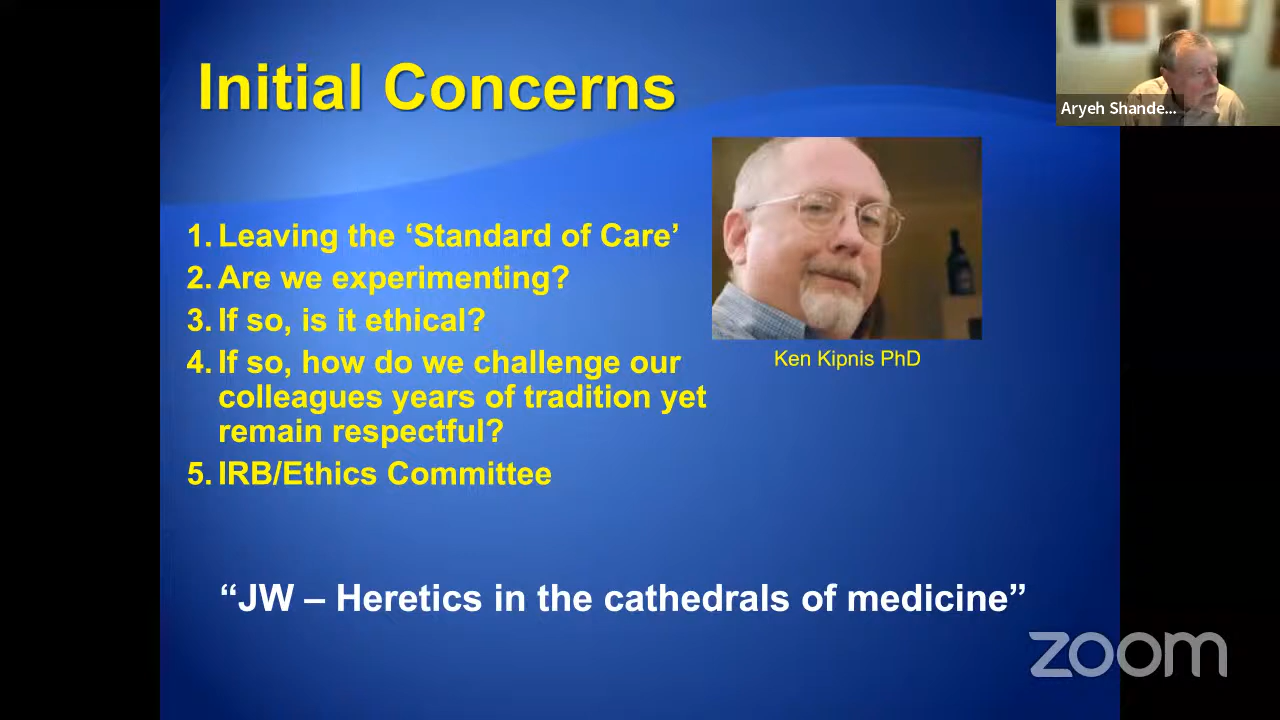 Initial Concerns
Aryeh Shande...
1. Leaving the ‘Standard of Care’
2. Are we experimenting?
3. If so, is it ethical?
4. If so, how do we challenge our
colleagues years of tradition yet
remain respectful?
5. IRB/Ethics Committee
Ken Kipnis PhD
“JW – Heretics in the cathedrals of medicine”
zoom